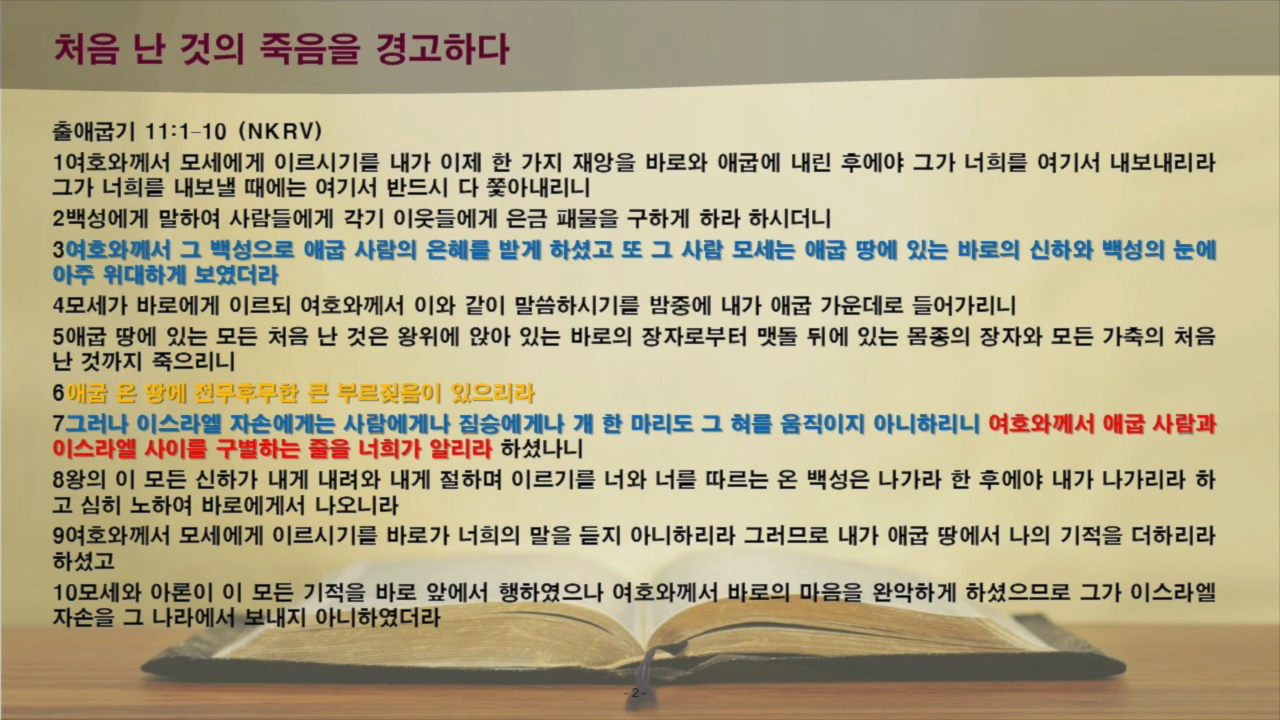 처음 난 것의 죽음을 경고하다
출애굽기 11:1-10 (NKRV)
1여호와께서 모세에게 이르시기를 내가 이제 한 가지 재앙을 바로와 애굽에 내린 후에야 그가 너희를 여기서 내보내리라
그가 너희를 내보낼 때에는 여기서 반드시 다 쫓아내리니
2백성에게 말하여 사람들에게 각기 이웃들에게 은금 패물을 구하게 하라 하시더니
3여호와께서 그 백성으로 애굽 사람의 은혜를 받게 하셨고 또 그 사람 모세는 애굽 땅에 있는 바로의 신하와 백성의 눈에
아주 위대하게 보였더라
4모세가 바로에게 이르되 여호와께서 이와 같이 말씀하시기를 밤중에 내가 애굽 가운데로 들어가리니
5애굽 땅에 있는 모든 처음 난 것은 왕위에 앉아 있는 바로의 장자로부터 맷돌 뒤에 있는 몸종의 장자와 모든 가축의 처음
난 것까지 죽으리니
6애굽 온 땅에 전무후무한 큰 부르짖음이 있으리라
7그러나 이스라엘 자손에게는 사람에게나 짐승에게나 개 한 마리도 그 혀를 움직이지 아니하리니 여호와께서 애굽 사람과
이스라엘 사이를 구별하는 줄을 너희가 알리라 하셨나니
8왕의 이 모든 신하가 내게 내려와 내게 절하며 이르기를 너와 너를 따르는 온 백성은 나가라 한 후에야 내가 나가리라 하
고 심히 노하여 바로에게서 나오니라
9여호와께서 모세에게 이르시기를 바로가 너희의 말을 듣지 아니하리라 그러므로 내가 애굽 땅에서 나의 기적을 더하리라
하셨고
10모세와 아론이 이 모든 기적을 바로 앞에서 행하였으나 여호와께서 바로의 마음을 완악하게 하셨으므로 그가 이스라엘
자손을 그 나라에서 보내지 아니하였더라
- 2 -